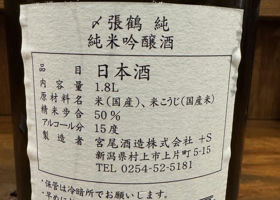 〆張鶴 純
純米吟醸酒
品目 日本酒
内容量 1.8L
原材料名 米(国産)、米こうじ(国産米)
精米歩合 50%
アルコール分 15度
製造者 宮尾酒造株式会社 +S
新潟県村上市上片町5-15
TEL 0254-52-5181
・保管は冷暗所でお願いします。